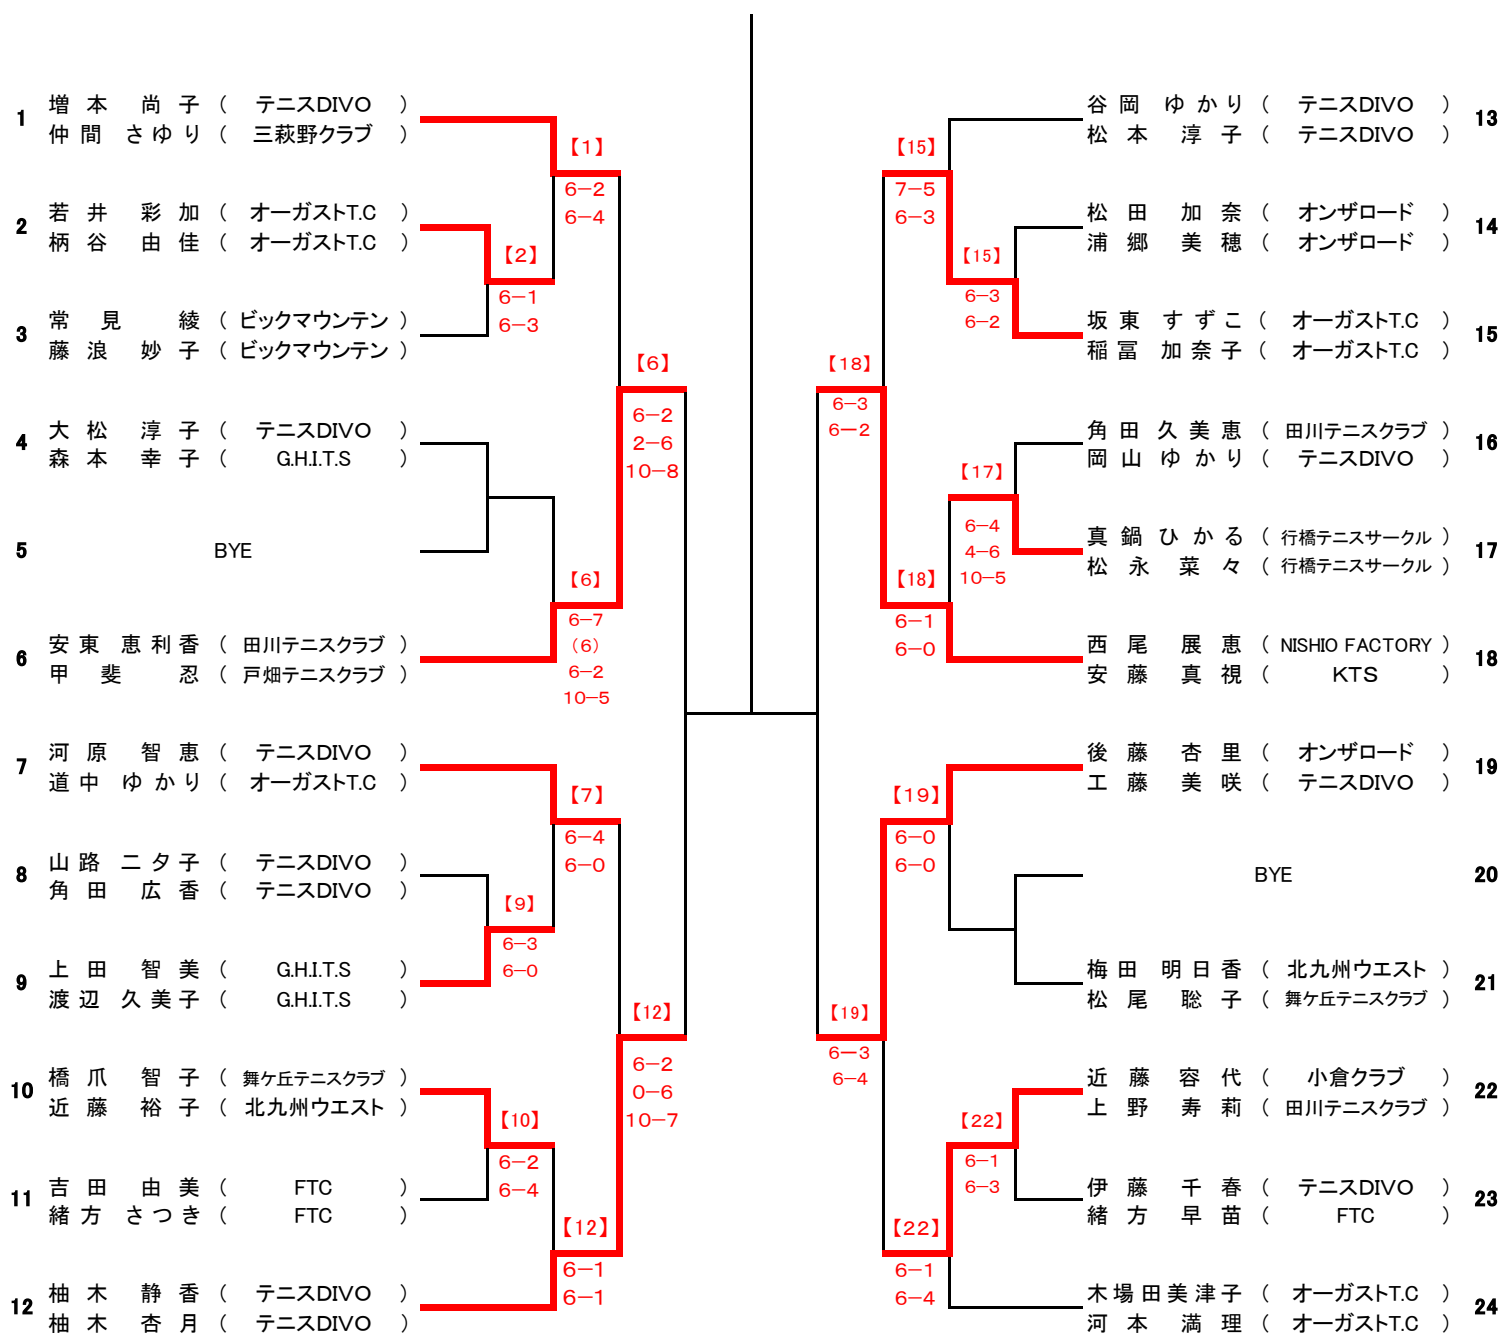 1
増本 尚子 ( テニスDIVO )
仲間 さゆり ( 三萩野クラブ )
【1】
6-2
6-4
2
若井 彩加 ( オーガストT.C )
柄谷 由佳 ( オーガストT.C )
【2】
6-1
6-3
3
常見 綾 ( ビックマウンテン )
藤浪 妙子 ( ビックマウンテン )
【6】
6-2
2-6
10-8
4
大松 淳子 ( テニスDIVO )
森本 幸子 ( G.H.I.T.S )
5
BYE
【6】
6-7
(6)
6-2
10-5
6
安東 恵利香 ( 田川テニスクラブ )
甲斐 忍 ( 戸畑テニスクラブ )
7
河原 智恵 ( テニスDIVO )
道中 ゆかり ( オーガストT.C )
【7】
6-4
6-0
8
山路 二夕子 ( テニスDIVO )
角田 広香 ( テニスDIVO )
【9】
6-3
6-0
9
上田 智美 ( G.H.I.T.S )
渡辺 久美子 ( G.H.I.T.S )
【12】
6-2
0-6
10-7
10
橋爪 智子 ( 舞ケ丘テニスクラブ )
近藤 裕子 ( 北九州ウエスト )
【10】
6-2
6-4
11
吉田 由美 ( FTC )
緒方 さつき ( FTC )
【12】
6-1
6-1
12
柚木 静香 ( テニスDIVO )
柚木 杏月 ( テニスDIVO )
谷岡 ゆかり ( テニスDIVO )
松本 淳子 ( テニスDIVO )
13
【15】
7-5
6-3
松田 加奈 ( オンザロード )
浦郷 美穂 ( オンザロード )
14
【15】
6-3
6-2
坂東 すずこ ( オーガストT.C )
稲冨 加奈子 ( オーガストT.C )
15
【18】
6-3
6-2
角田 久美恵 ( 田川テニスクラブ )
岡山 ゆかり ( テニスDIVO )
16
【17】
6-4
4-6
10-5
真鍋 ひかる ( 行橋テニスサークル )
松永 菜々 ( 行橋テニスサークル )
17
【18】
6-1
6-0
西尾 展恵 ( NISHIO FACTORY )
安藤 真視 ( KTS )
18
後藤 杏里 ( オンザロード )
工藤 美咲 ( テニスDIVO )
19
【19】
6-0
6-0
BYE
20
梅田 明日香 ( 北九州ウエスト )
松尾 聡子 ( 舞ケ丘テニスクラブ )
21
【19】
6-3
6-4
近藤 容代 ( 小倉クラブ )
上野 寿莉 ( 田川テニスクラブ )
22
【22】
6-1
6-3
伊藤 千春 ( テニスDIVO )
緒方 早苗 ( FTC )
23
【22】
6-1
6-4
木場田 美津子 ( オーガストT.C )
河本 満理 ( オーガストT.C )
24